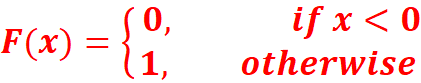 F(x) = { 0, if x < 0
1, otherwise